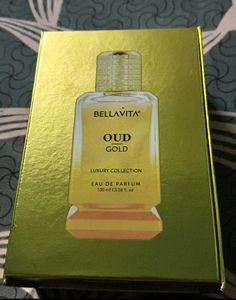 BELLAVITA®
OUD
GOLD
LUXURY COLLECTION
EAU DE PARFUM
100 ml | 3.38 fl. oz